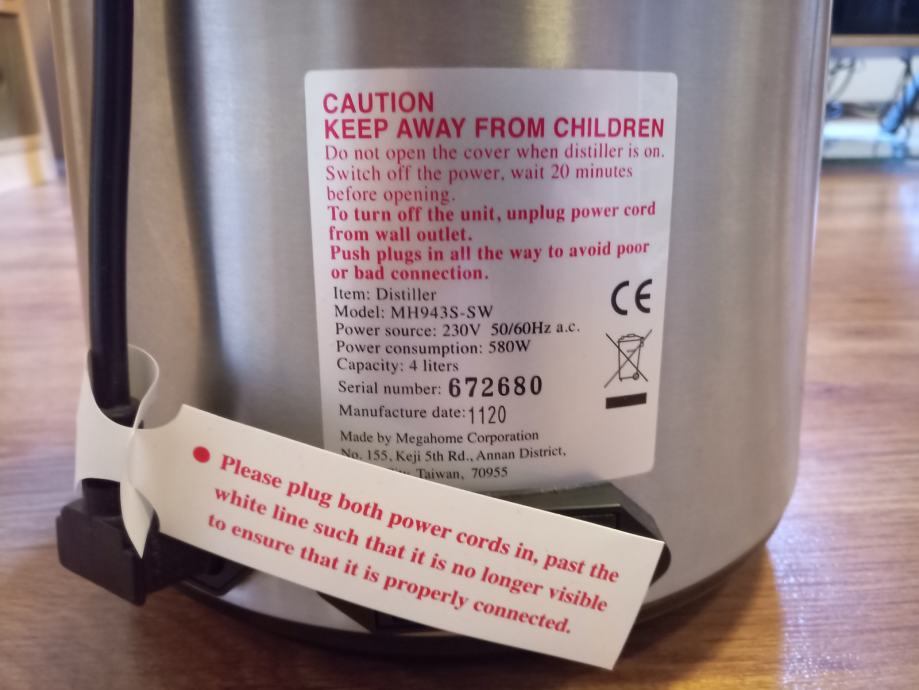 CAUTION
KEEP AWAY FROM CHILDREN
Do not open the cover when distiller is on.
Switch off the power, wait 20 minutes
before opening.
To turn off the unit, unplug power cord
from wall outlet.
Push plugs in all the way to avoid poor
or bad connection.
Item: Distiller
Model: MH943S-SW
Power source: 230V 50/60Hz a.c.
Power consumption: 580W
Capacity: 4 liters
Serial number: 672680
Manufacture date: 1120
CE
Made by Megahome Corporation
No. 155, Keji 5th Rd., Annan District,
Taiwan, 70955
Please plug both power cords in, past the
white line such that it is no longer visible
to ensure that it is properly connected.